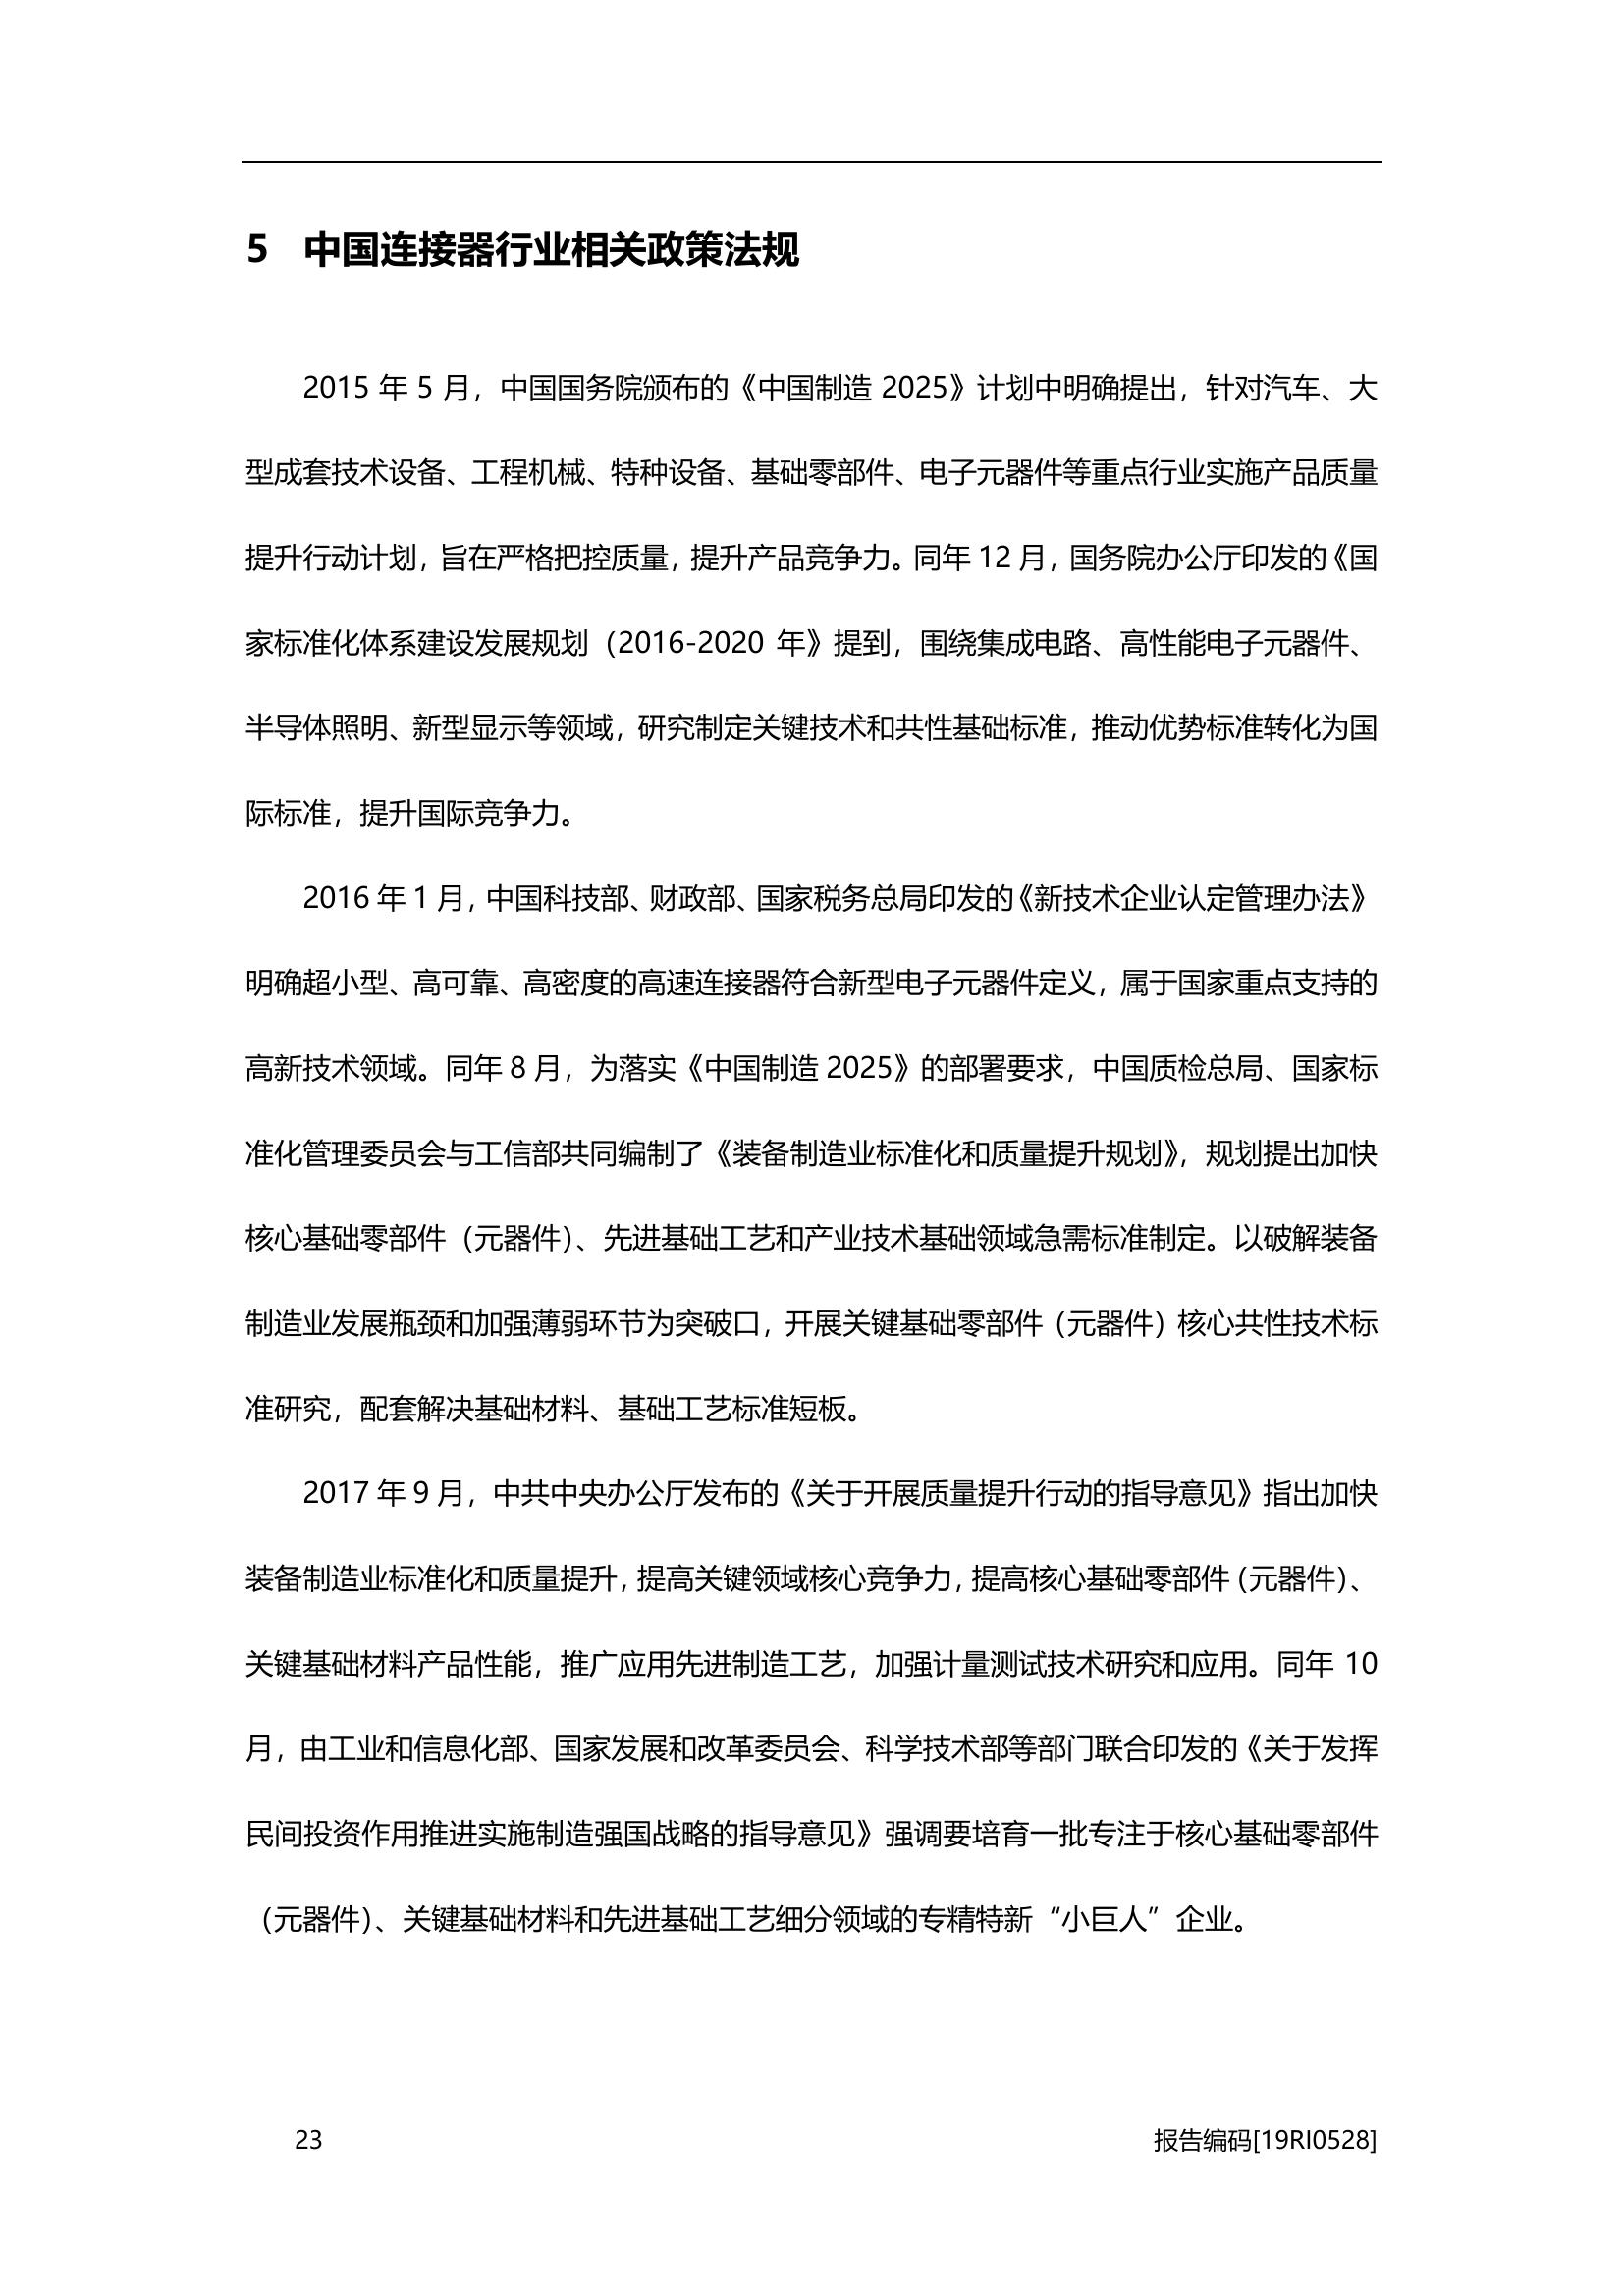 5 中国连接器行业相关政策法规
2015 年 5 月，中国国务院颁布的《中国制造 2025》计划中明确提出，针对汽车、大
型成套技术设备、工程机械、特种设备、基础零部件、电子元器件等重点行业实施产品质量
提升行动计划，旨在严格把控质量，提升产品竞争力。同年 12 月，国务院办公厅印发的《国
家标准化体系建设发展规划（2016-2020 年》提到，围绕集成电路、高性能电子元器件、
半导体照明、新型显示等领域，研究制定关键技术和共性基础标准，推动优势标准转化为国
际标准，提升国际竞争力。
2016 年 1 月，中国科技部、财政部、国家税务总局印发的《新技术企业认定管理办法》
明确超小型、高可靠、高密度的高速连接器符合新型电子元器件定义，属于国家重点支持的
高新技术领域。同年 8 月，为落实《中国制造 2025》的部署要求，中国质检总局、国家标
准化管理委员会与工信部共同编制了《装备制造业标准化和质量提升规划》，规划提出加快
核心基础零部件（元器件）、先进基础工艺和产业技术基础领域急需标准制定。以破解装备
制造业发展瓶颈和加强薄弱环节为突破口，开展关键基础零部件（元器件）核心共性技术标
准研究，配套解决基础材料、基础工艺标准短板。
2017 年 9 月，中共中央办公厅发布的《关于开展质量提升行动的指导意见》指出加快
装备制造业标准化和质量提升，提高关键领域核心竞争力，提高核心基础零部件（元器件）、
关键基础材料产品性能，推广应用先进制造工艺，加强计量测试技术研究和应用。同年 10
月，由工业和信息化部、国家发展和改革委员会、科学技术部等部门联合印发的《关于发挥
民间投资作用推进实施制造强国战略的指导意见》强调要培育一批专注于核心基础零部件
（元器件）、关键基础材料和先进基础工艺细分领域的专精特新“小巨人”企业。
23 报告编码[19RI0528]